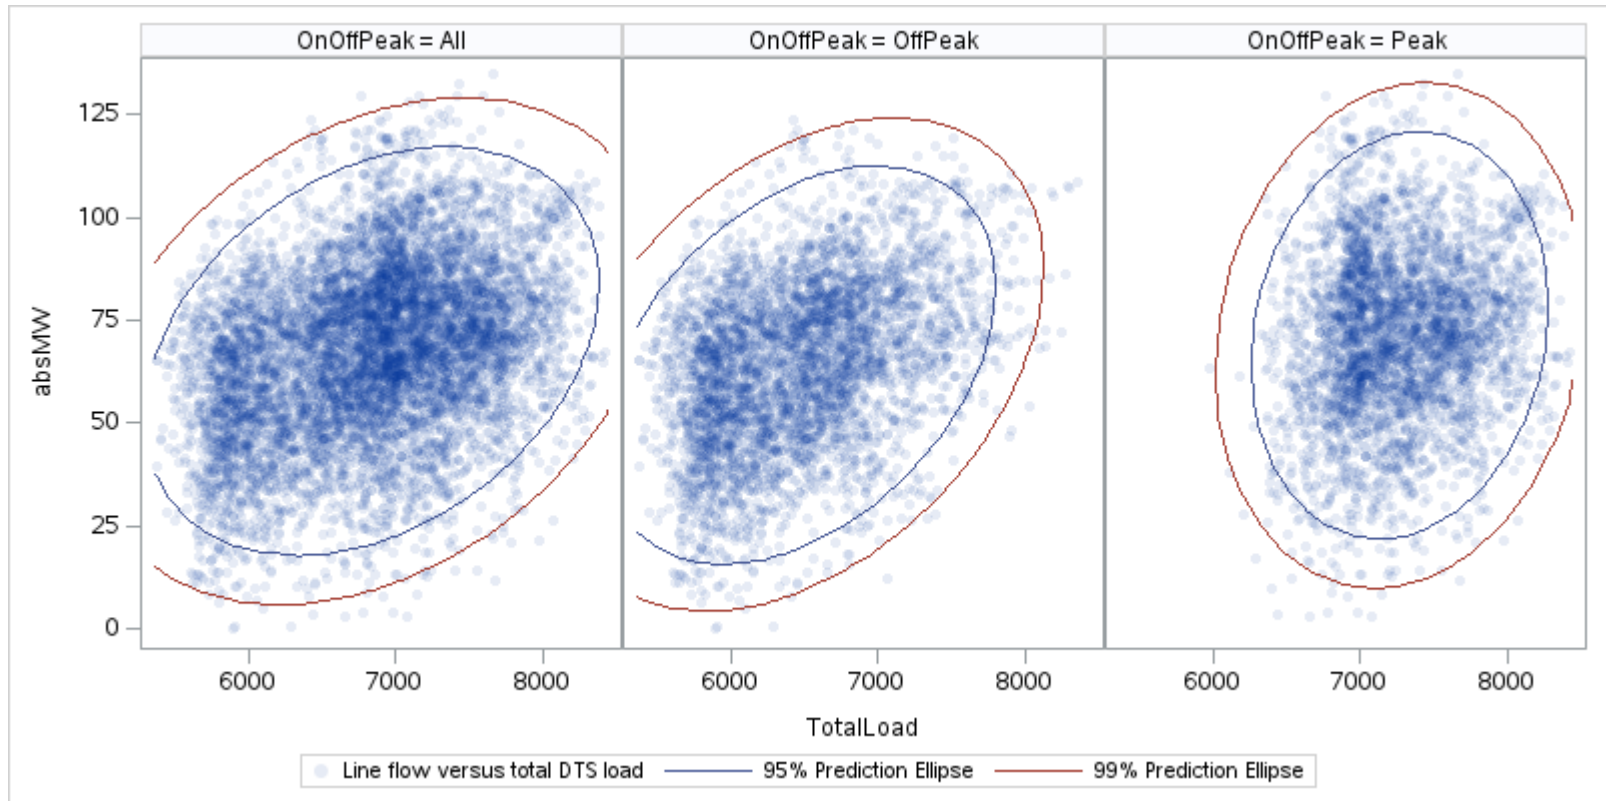 OnOffPeak = All
OnOffPeak = OffPeak
OnOffPeak = Peak
absMW
125
100
75
50
25
0
6000 7000 8000
6000 7000 8000
6000 7000 8000
TotalLoad
Line flow versus total DTS load
95% Prediction Ellipse
99% Prediction Ellipse